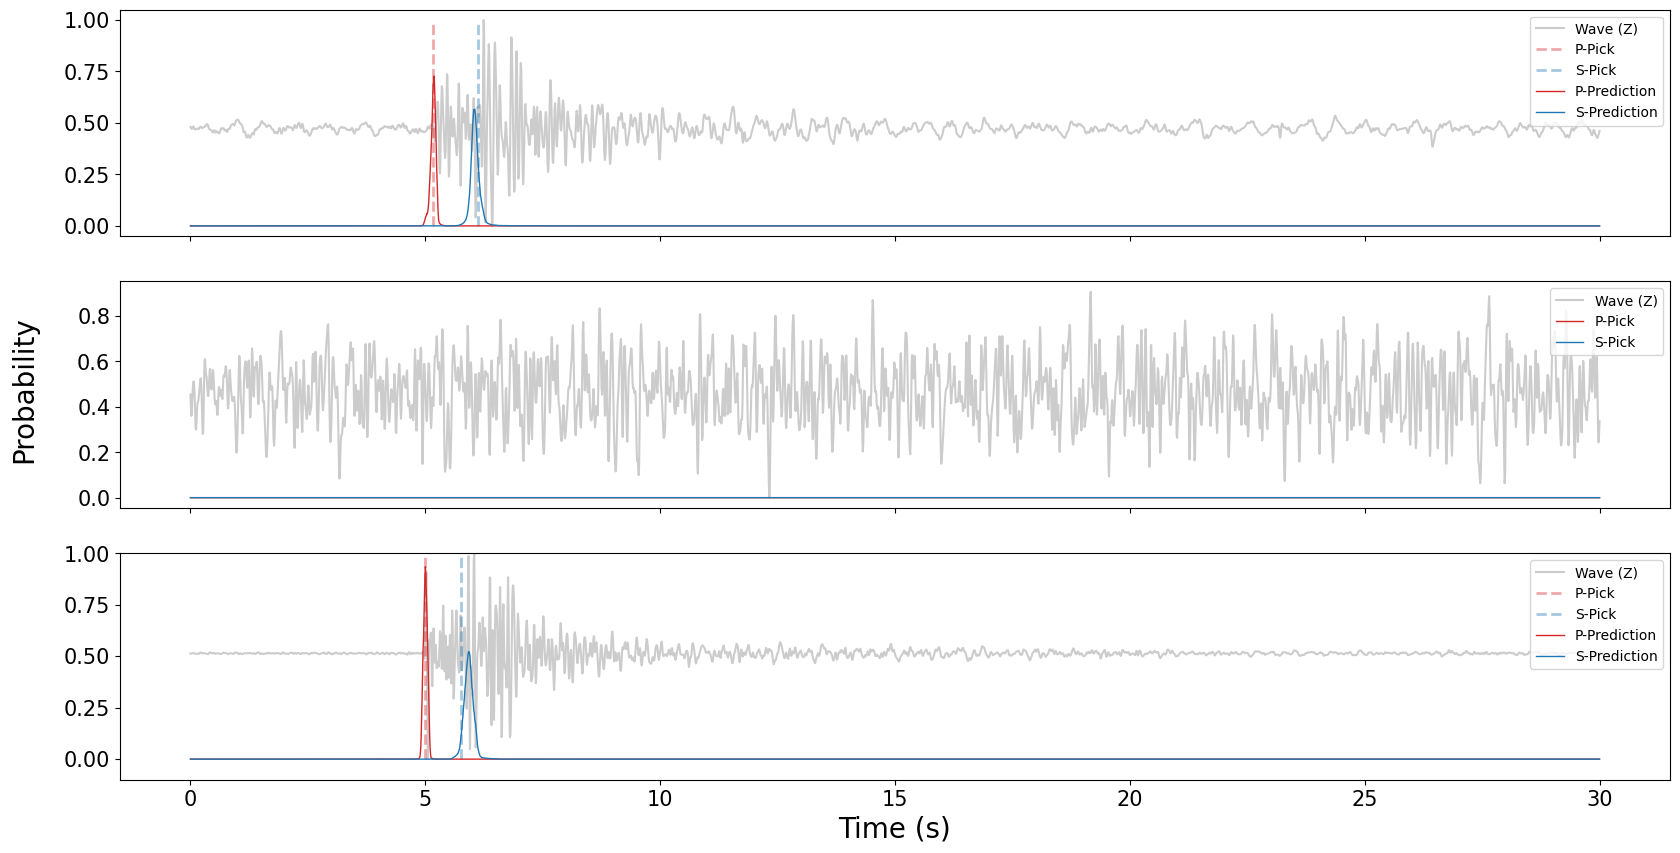 1.00
0.75
0.50
0.25
0.00
Wave (Z)
P-Pick
S-Pick
P-Prediction
S-Prediction
Probability
0.8
0.6
0.4
0.2
0.0
Wave (Z)
P-Pick
S-Pick
1.00
0.75
0.50
0.25
0.00
Wave (Z)
P-Pick
S-Pick
P-Prediction
S-Prediction
0 5 10 15 20 25 30
Time (s)